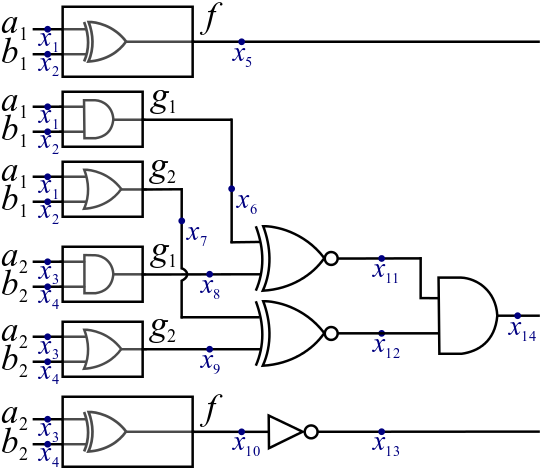 a₁ f
x₁
b₁
x₂ x₅
a₁ g₁
x₁
b₁
x₂
a₁ g₂
x₁
b₁
x₂ x₆
x₇
a₂ g₁
x₃ x₁₁
b₂
x₄ x₈
a₂ g₂
x₃ x₁₄
b₂ x₁₂
x₄ x₉
a₂ f
x₃
b₂
x₄ x₁₀ x₁₃